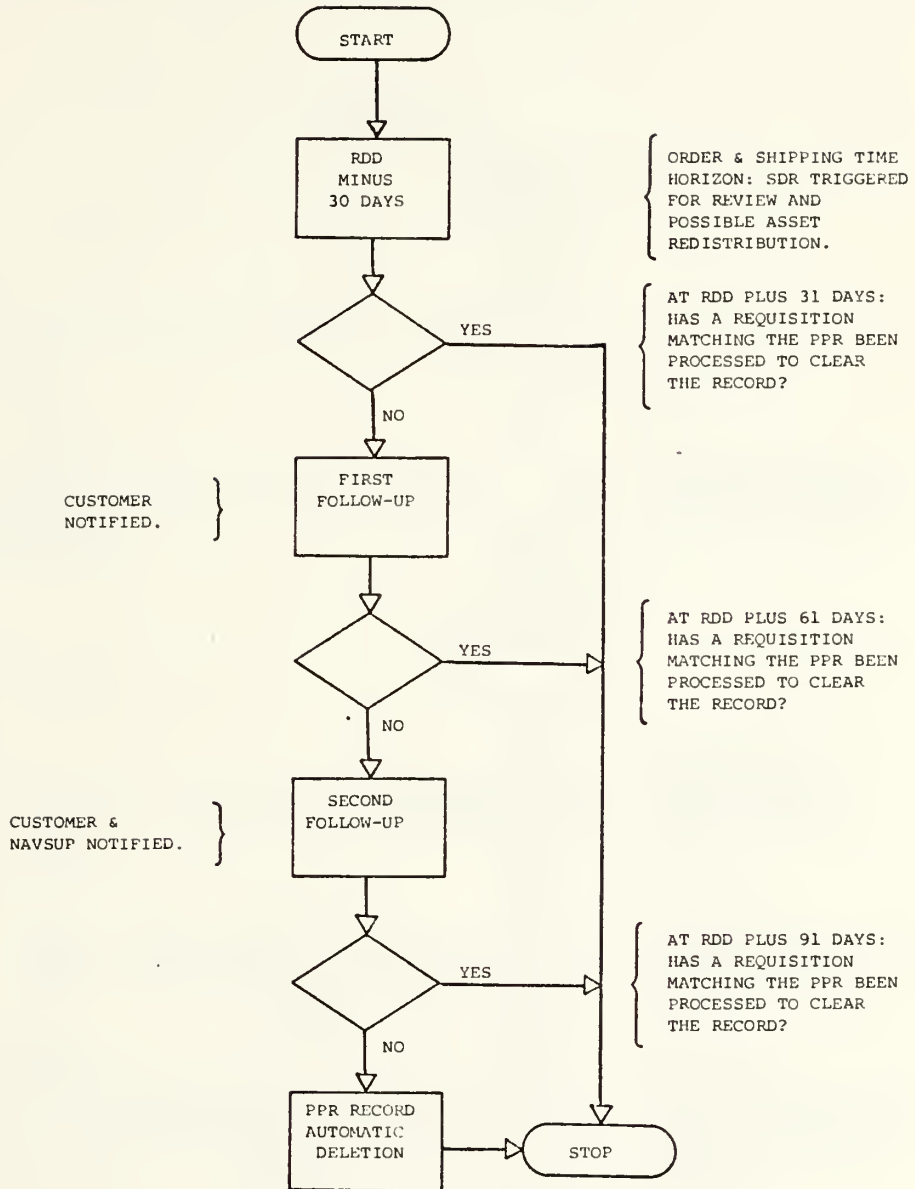 START
RDD
MINUS
30 DAYS
ORDER & SHIPPING TIME
HORIZON: SDR TRIGGERED
FOR REVIEW AND
POSSIBLE ASSET
REDISTRIBUTION.
YES
AT RDD PLUS 31 DAYS:
HAS A REQUISITION
MATCHING THE PPR BEEN
PROCESSED TO CLEAR
THE RECORD?
NO
FIRST
FOLLOW-UP
CUSTOMER
NOTIFIED.
YES
AT RDD PLUS 61 DAYS:
HAS A REQUISITION
MATCHING THE PPR BEEN
PROCESSED TO CLEAR
THE RECORD?
NO
SECOND
FOLLOW-UP
CUSTOMER &
NAVSUP NOTIFIED.
YES
AT RDD PLUS 91 DAYS:
HAS A REQUISITION
MATCHING THE PPR BEEN
PROCESSED TO CLEAR
THE RECORD?
NO
PPR RECORD
AUTOMATIC
DELETION
STOP